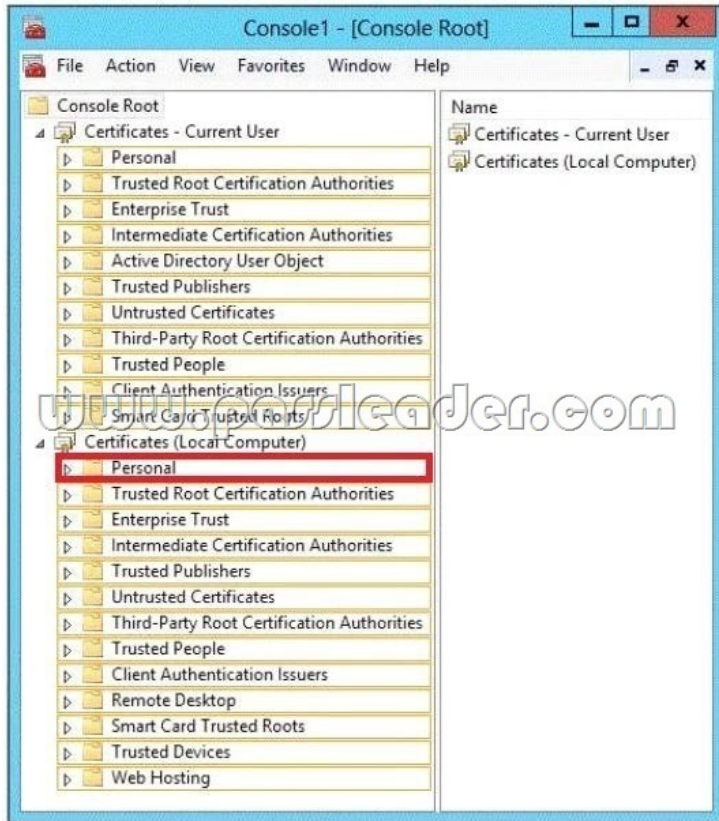 Console1 - [Console Root]
File Action View Favorites Window Help
Console Root
Certificates - Current User
Personal
Trusted Root Certification Authorities
Enterprise Trust
Intermediate Certification Authorities
Active Directory User Object
Trusted Publishers
Untrusted Certificates
Third-Party Root Certification Authorities
Trusted People
Client Authentication Issuers
Smart Card Trusted Roots
www.passleader.com
Certificates (Local Computer)
Personal
Trusted Root Certification Authorities
Enterprise Trust
Intermediate Certification Authorities
Trusted Publishers
Untrusted Certificates
Third-Party Root Certification Authorities
Trusted People
Client Authentication Issuers
Remote Desktop
Smart Card Trusted Roots
Trusted Devices
Web Hosting
Name
Certificates - Current User
Certificates (Local Computer)